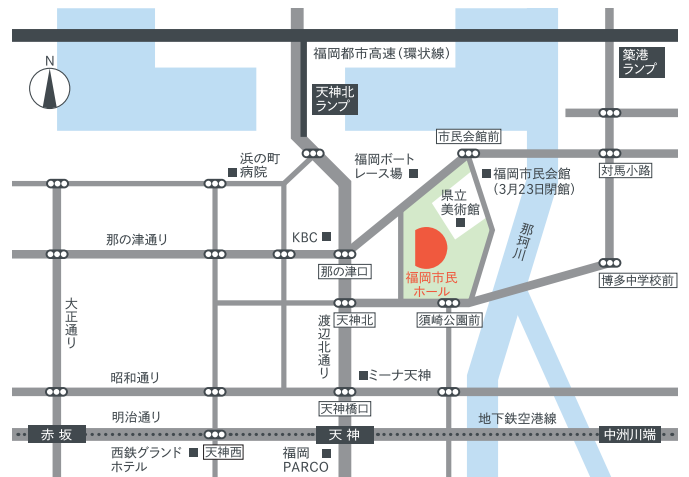 福岡都市高速（環状線）
築港
ランプ
N
天神北
ランプ
市民会館前
浜の町
病院
福岡ボート
レース場
福岡市民会館
（3月23日閉館）
対馬小路
県立
美術館
KBC
那の津通り
那珂川
那の津口
福岡市民
ホール
博多中学校前
大正通り
渡辺北通り
天神北
須崎公園前
昭和通り
ミーナ天神
天神橋口
明治通り
地下鉄空港線
赤坂
天神
中洲川端
西鉄グランド
ホテル
天神西
福岡
PARCO